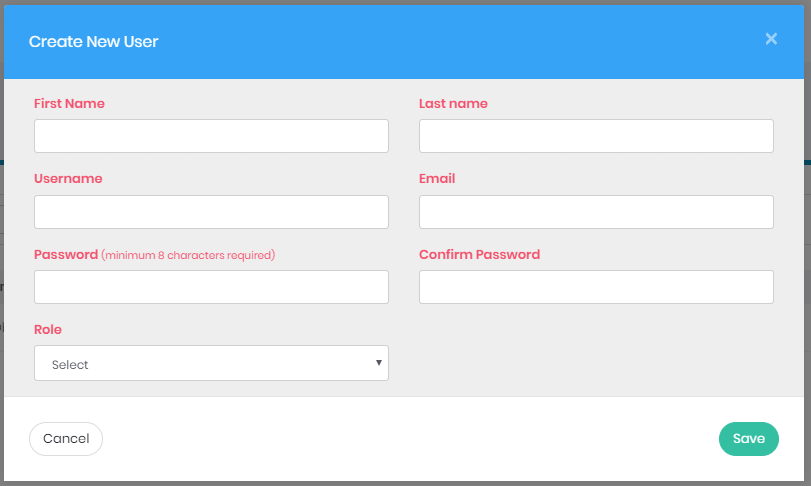 Create New User ×
First Name Last name
Username Email
Password (minimum 8 characters required) Confirm Password
Role
Select
Cancel Save